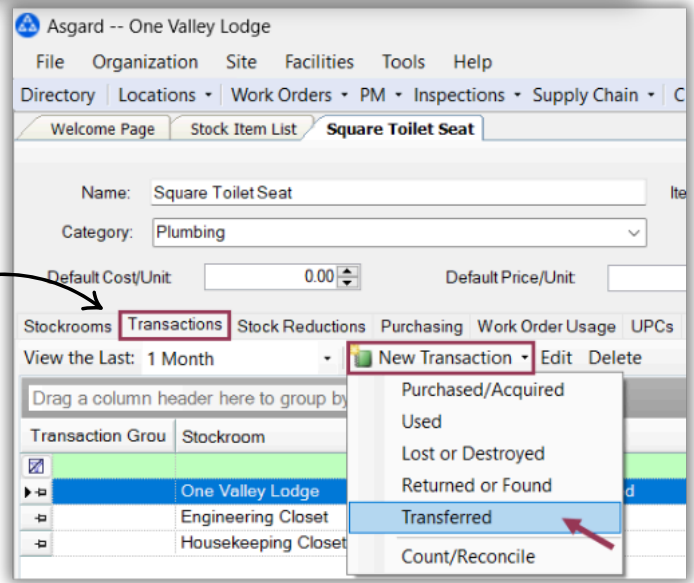 Asgard -- One Valley Lodge
File Organization Site Facilities Tools Help
Directory Locations Work Orders PM Inspections Supply Chain C
Welcome Page Stock Item List Square Toilet Seat
Name: Square Toilet Seat Ite
Category: Plumbing
Default Cost/Unit: 0.00 Default Price/Unit:
Stockrooms Transactions Stock Reductions Purchasing Work Order Usage UPCs
View the Last: 1 Month New Transaction Edit Delete
Drag a column header here to group by
Purchased/Acquired
Transaction Grou Stockroom
Used
Lost or Destroyed
One Valley Lodge Returned or Found d
Engineering Closet Transferred
Housekeeping Closet Count/Reconcile